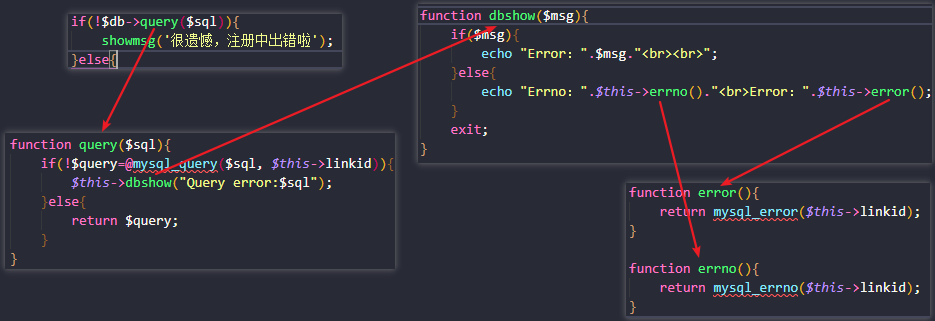 if(!$db->query($sql)){
    showmsg('很遗憾，注册中出错啦');
}else{
function query($sql){
    if(!$query=@mysql_query($sql, $this->linkid)){
        $this->dbshow("Query error:$sql");
    }else{
        return $query;
    }
}
function dbshow($msg){
    if($msg){
        echo "Error：".$msg."<br><br>";
    }else{
        echo "Errno：".$this->errno()."<br>Error：".$this->error();
    }
    exit;
}
function error(){
    return mysql_error($this->linkid);
}
function errno(){
    return mysql_errno($this->linkid);
}